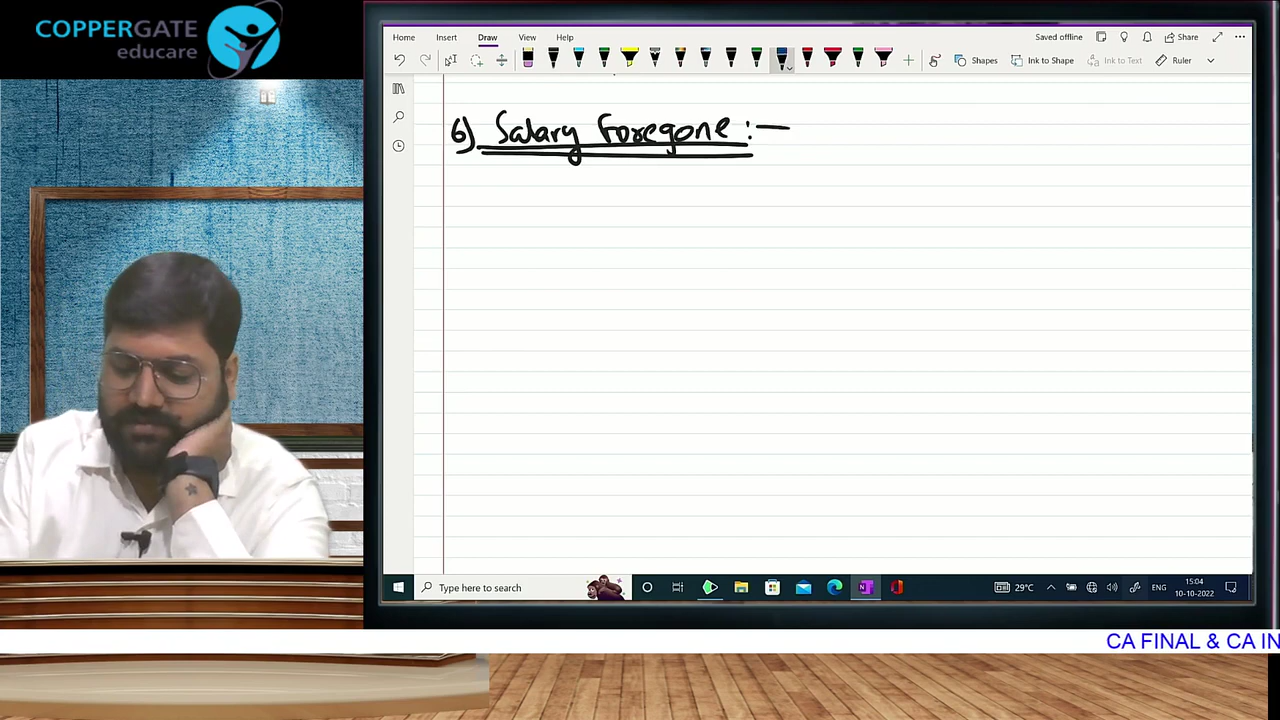 COPPERGATE
educare
Home Insert Draw View Help
Saved offline Share
Shapes Ink to Shape Ink to Text Ruler
6) Salary Foregone :—
Type here to search
29°C ENG 15:04
10-10-2022
CA FINAL & CA IN